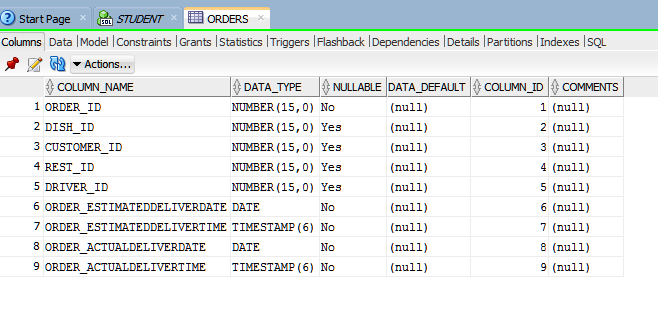 Start Page STUDENT ORDERS
Columns Data Model Constraints Grants Statistics Triggers Flashback Dependencies Details Partitions Indexes SQL
Actions...
COLUMN_NAME DATA_TYPE NULLABLE DATA_DEFAULT COLUMN_ID COMMENTS
1 ORDER_ID NUMBER(15,0) No (null) 1 (null)
2 DISH_ID NUMBER(15,0) Yes (null) 2 (null)
3 CUSTOMER_ID NUMBER(15,0) Yes (null) 3 (null)
4 REST_ID NUMBER(15,0) Yes (null) 4 (null)
5 DRIVER_ID NUMBER(15,0) Yes (null) 5 (null)
6 ORDER_ESTIMATEDDELIVERDATE DATE No (null) 6 (null)
7 ORDER_ESTIMATEDDELIVERTIME TIMESTAMP(6) No (null) 7 (null)
8 ORDER_ACTUALDELIVERDATE DATE No (null) 8 (null)
9 ORDER_ACTUALDELIVERTIME TIMESTAMP(6) No (null) 9 (null)